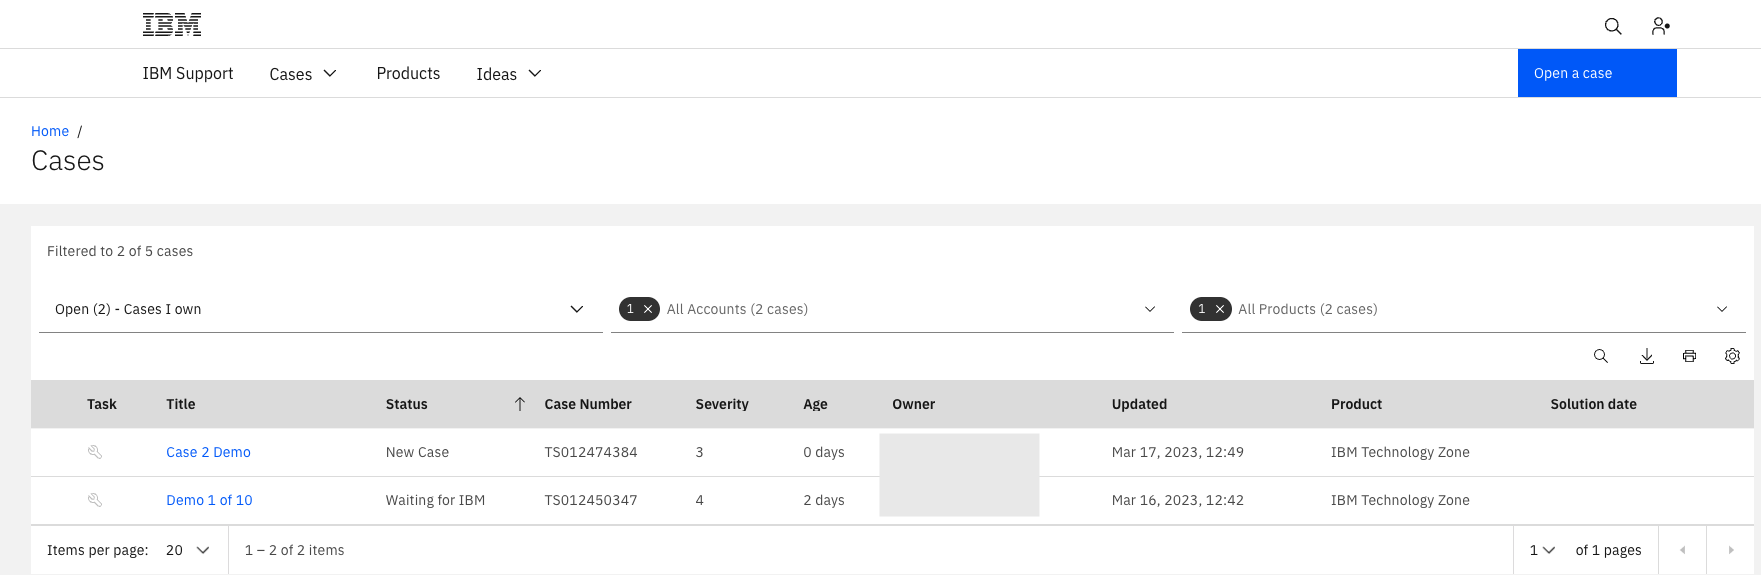 IBM
IBM Support Cases Products Ideas Open a case
Home /
Cases
Filtered to 2 of 5 cases
Open (2) - Cases I own 1 All Accounts (2 cases) 1 All Products (2 cases)
Task Title Status Case Number Severity Age Owner Updated Product Solution date
Case 2 Demo New Case TS012474384 3 0 days Mar 17, 2023, 12:49 IBM Technology Zone
Demo 1 of 10 Waiting for IBM TS012450347 4 2 days Mar 16, 2023, 12:42 IBM Technology Zone
Items per page: 20 1 – 2 of 2 items 1 of 1 pages